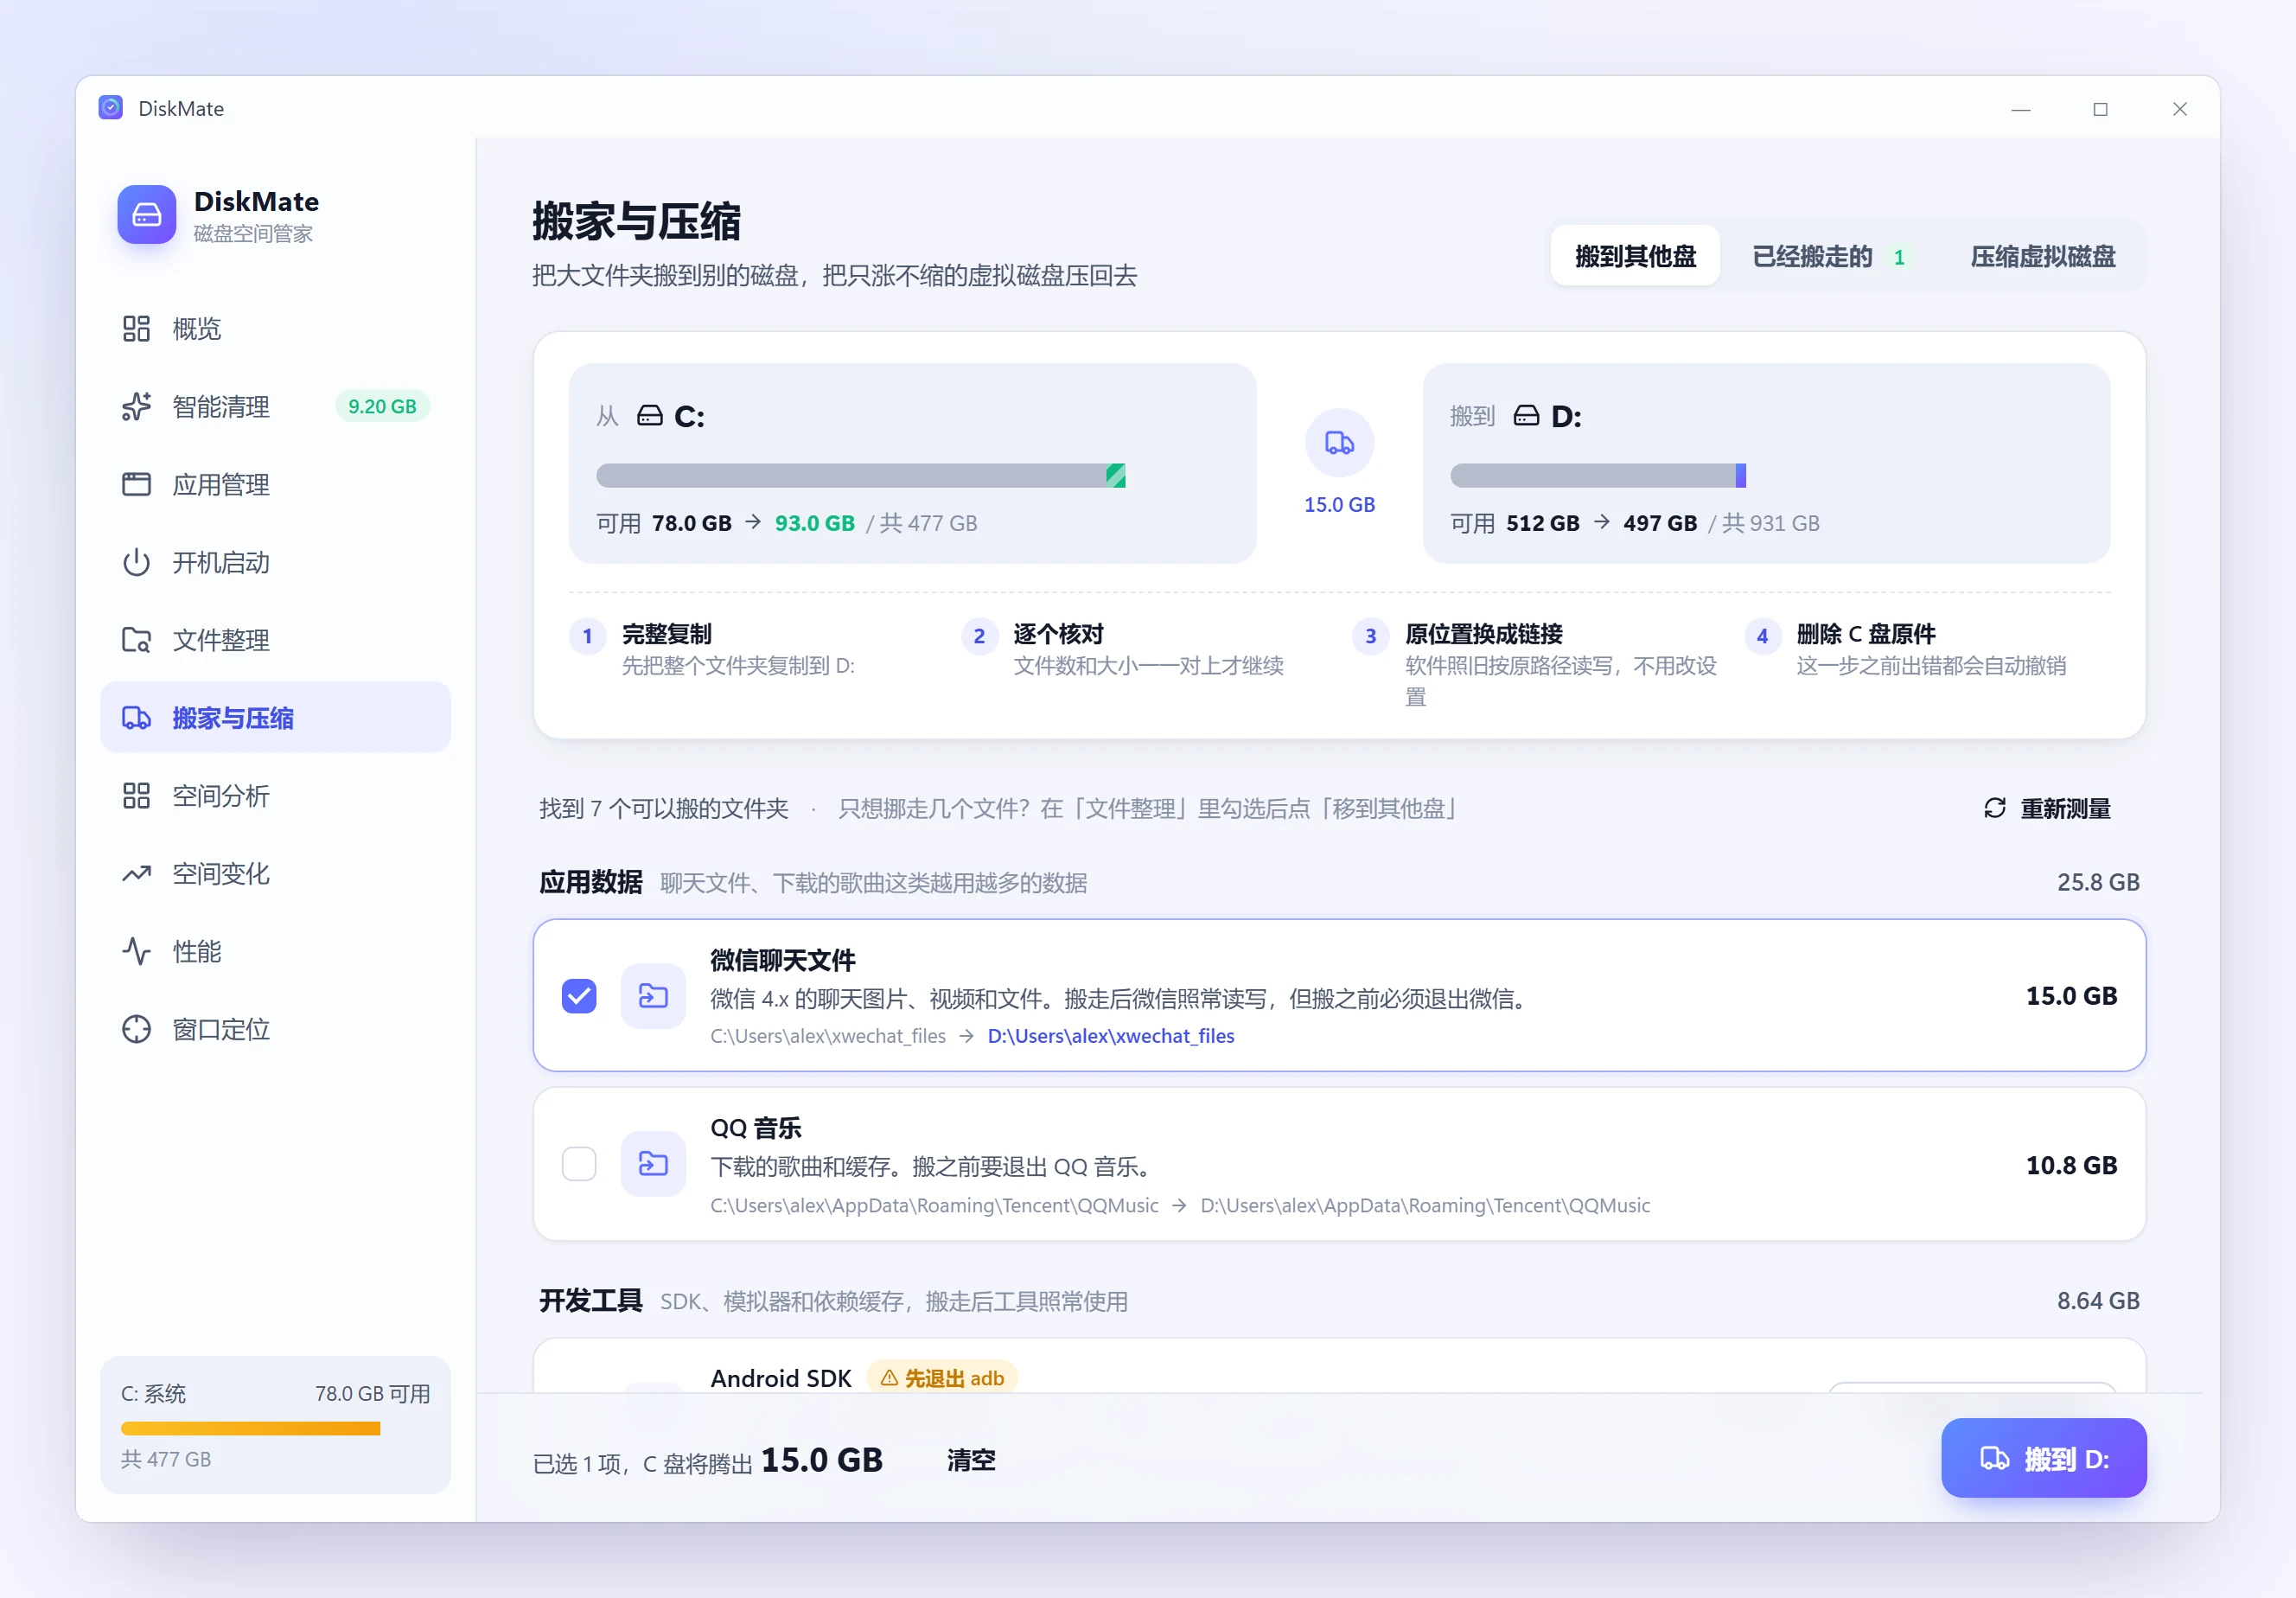 DiskMate
DiskMate
磁盘空间管家
概览
智能清理 9.20 GB
应用管理
开机启动
文件整理
搬家与压缩
空间分析
空间变化
性能
窗口定位
C: 系统 78.0 GB 可用
共 477 GB
搬家与压缩
把大文件夹搬到别的磁盘，把只涨不缩的虚拟磁盘压回去
搬到其他盘 已经搬走的 1 压缩虚拟磁盘
从 C:
可用 78.0 GB → 93.0 GB / 共 477 GB
15.0 GB
搬到 D:
可用 512 GB → 497 GB / 共 931 GB
1 完整复制
先把整个文件夹复制到 D:
2 逐个核对
文件数和大小一一对上才继续
3 原位置换成链接
软件照旧按原路径读写，不用改设
置
4 删除 C 盘原件
这一步之前出错都会自动撤销
找到 7 个可以搬的文件夹 · 只想挪走几个文件？在「文件整理」里勾选后点「移到其他盘」
重新测量
应用数据 聊天文件、下载的歌曲这类越用越多的数据 25.8 GB
微信聊天文件
微信 4.x 的聊天图片、视频和文件。搬走后微信照常读写，但搬之前必须退出微信。
C:\Users\alex\xwechat_files → D:\Users\alex\xwechat_files
15.0 GB
QQ 音乐
下载的歌曲和缓存。搬之前要退出 QQ 音乐。
C:\Users\alex\AppData\Roaming\Tencent\QQMusic → D:\Users\alex\AppData\Roaming\Tencent\QQMusic
10.8 GB
开发工具 SDK、模拟器和依赖缓存，搬走后工具照常使用 8.64 GB
Android SDK 先退出 adb
已选 1 项，C 盘将腾出 15.0 GB 清空
搬到 D: